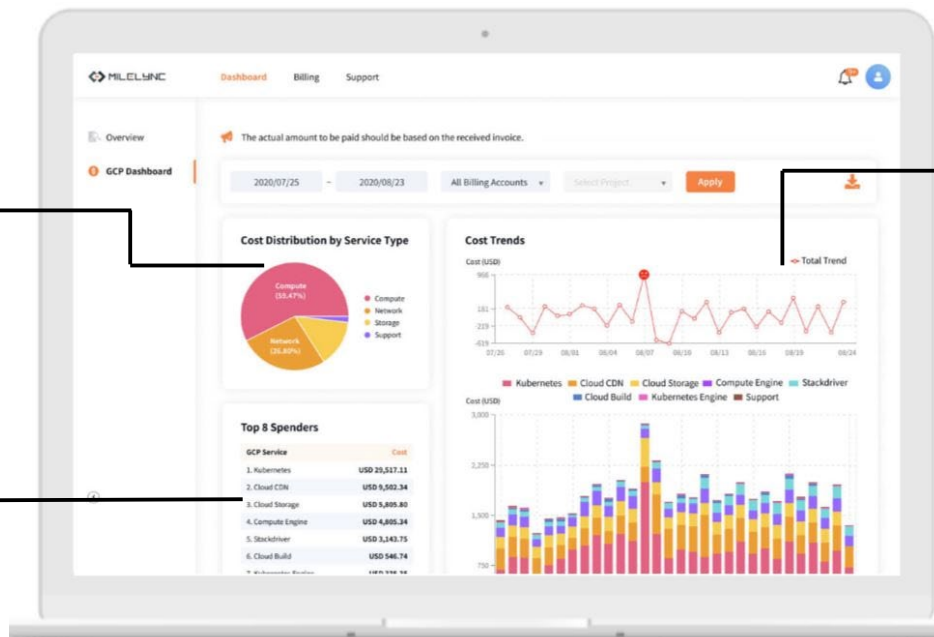 MILELYNC
Dashboard Billing Support
Overview
GCP Dashboard
The actual amount to be paid should be based on the received invoice.
2020/07/25 – 2020/08/23 All Billing Accounts Select Project Apply
Cost Distribution by Service Type
Compute
(55.47%)
Network
Compute
Network
Storage
Support
Cost Trends
Cost (USD)
Total Trend
181
-219
-619
07/26 07/29 08/01 08/04 08/07 08/10 08/13 08/16 08/19 08/24
Kubernetes Cloud CDN Cloud Storage Compute Engine Stackdriver
Cloud Build Kubernetes Engine Support
Cost (USD)
3,000
2,250
1,500
750
Top 8 Spenders
GCP Service Cost
1. Kubernetes USD 29,517.11
2. Cloud CDN USD 9,502.34
3. Cloud Storage USD 5,805.80
4. Compute Engine USD 4,805.34
5. Stackdriver USD 3,143.75
6. Cloud Build USD 546.74
7. Kubernetes Engine